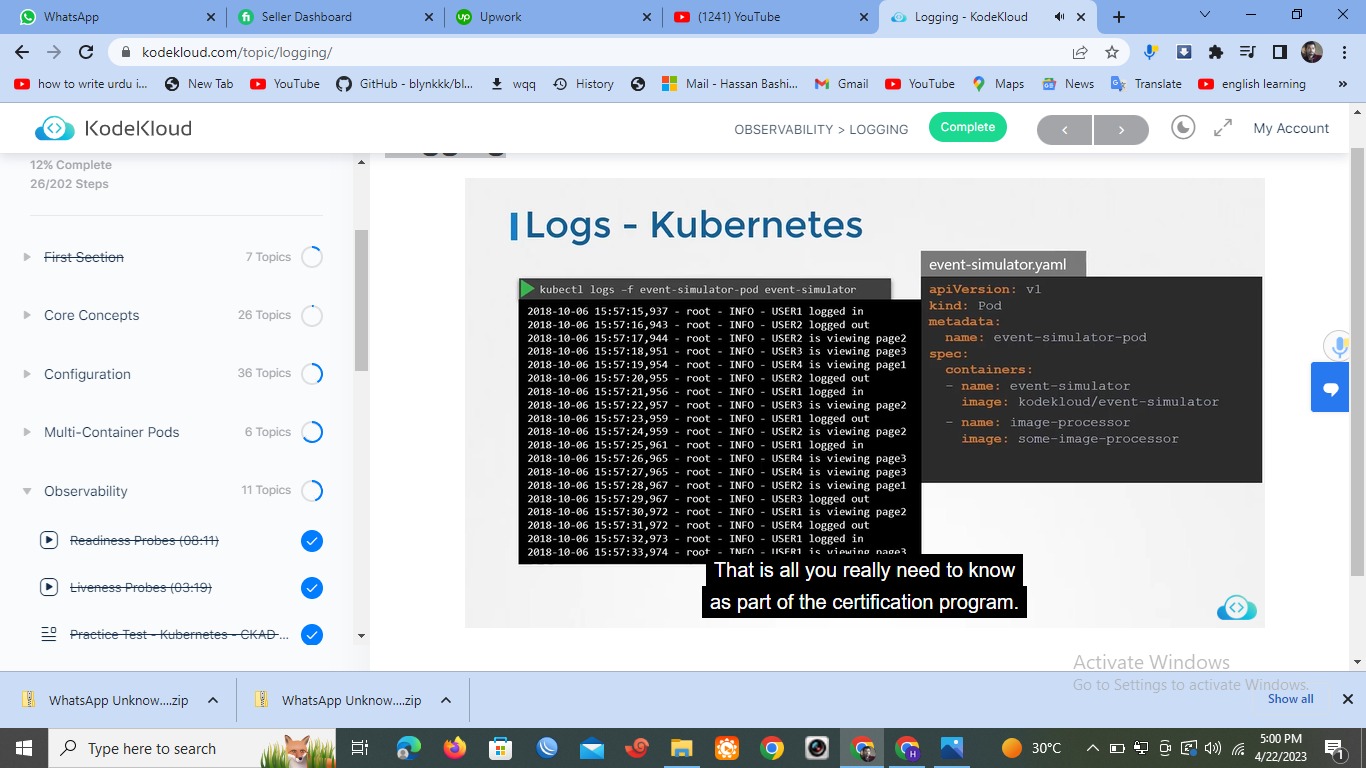 WhatsApp
Seller Dashboard
Upwork
(1241) YouTube
Logging - KodeKloud
kodekloud.com/topic/logging/
how to write urdu i...
New Tab
YouTube
GitHub - blynkkk/bl...
wqq
History
Mail - Hassan Bashi...
Gmail
YouTube
Maps
News
Translate
english learning
KodeKloud
OBSERVABILITY > LOGGING
Complete
My Account
12% Complete
26/202 Steps
First Section 7 Topics
Core Concepts 26 Topics
Configuration 36 Topics
Multi-Container Pods 6 Topics
Observability 11 Topics
Readiness Probes (08:11)
Liveness Probes (03:19)
Practice Test - Kubernetes - CKAD ...
Logs - Kubernetes
kubectl logs –f event-simulator-pod event-simulator
2018-10-06 15:57:15,937 - root - INFO - USER1 logged in
2018-10-06 15:57:16,943 - root - INFO - USER2 logged out
2018-10-06 15:57:17,944 - root - INFO - USER2 is viewing page2
2018-10-06 15:57:18,951 - root - INFO - USER3 is viewing page3
2018-10-06 15:57:19,954 - root - INFO - USER4 is viewing page1
2018-10-06 15:57:20,955 - root - INFO - USER2 logged out
2018-10-06 15:57:21,956 - root - INFO - USER1 logged in
2018-10-06 15:57:22,957 - root - INFO - USER3 is viewing page2
2018-10-06 15:57:23,959 - root - INFO - USER1 logged out
2018-10-06 15:57:24,959 - root - INFO - USER2 is viewing page2
2018-10-06 15:57:25,961 - root - INFO - USER1 logged in
2018-10-06 15:57:26,965 - root - INFO - USER4 is viewing page3
2018-10-06 15:57:27,965 - root - INFO - USER4 is viewing page3
2018-10-06 15:57:28,967 - root - INFO - USER2 is viewing page1
2018-10-06 15:57:29,967 - root - INFO - USER3 logged out
2018-10-06 15:57:30,972 - root - INFO - USER1 is viewing page2
2018-10-06 15:57:31,972 - root - INFO - USER4 logged out
2018-10-06 15:57:32,973 - root - INFO - USER1 logged in
2018-10-06 15:57:33,974 - root - INFO - USER1 is viewing page3
event-simulator.yaml
apiVersion: v1
kind: Pod
metadata:
name: event-simulator-pod
spec:
containers:
- name: event-simulator
image: kodekloud/event-simulator
- name: image-processor
image: some-image-processor
That is all you really need to know
as part of the certification program.
Activate Windows
Go to Settings to activate Windows.
WhatsApp Unknow....zip
WhatsApp Unknow....zip
Show all
Type here to search
30°C
5:00 PM
4/22/2023
1